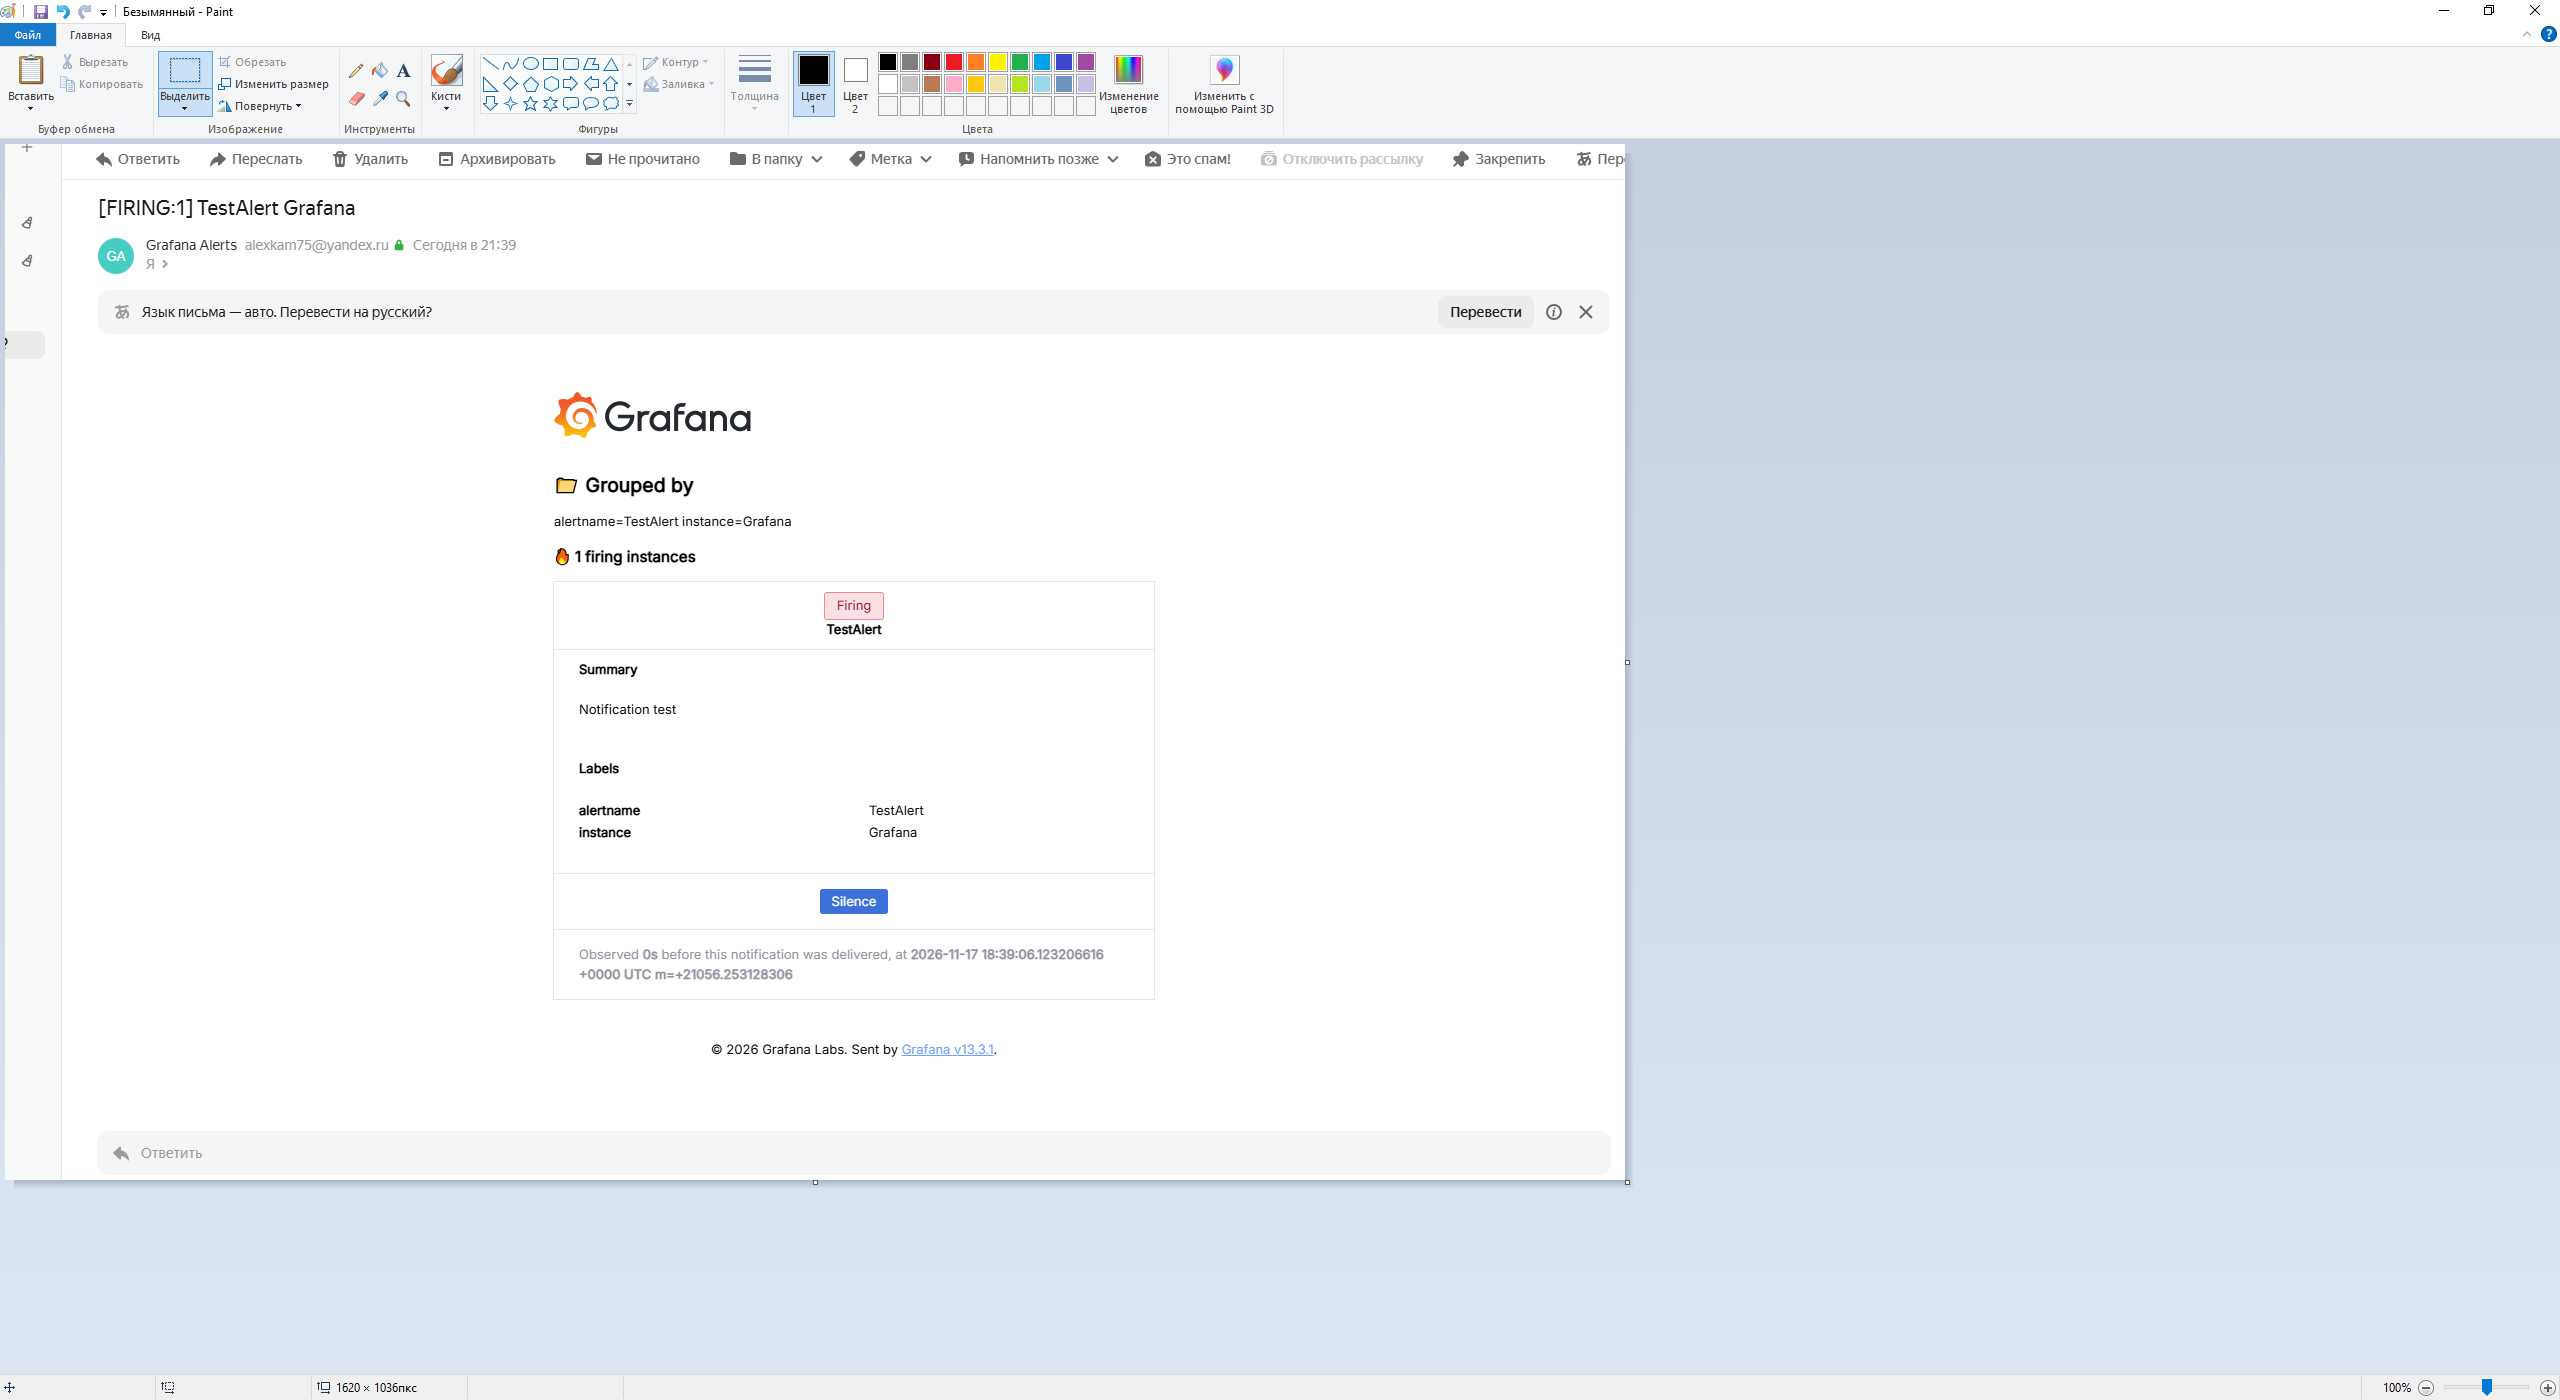 Безымянный - Paint
Файл
Главная
Вид
Вставить
Вырезать
Копировать
Буфер обмена
Выделить
Обрезать
Изменить размер
Повернуть
Изображение
A
Инструменты
Кисти
Фигуры
Контур
Заливка
Толщина
Цвет 1
Цвет 2
Цвета
Изменение цветов
Изменить с помощью Paint 3D
Ответить
Переслать
Удалить
Архивировать
Не прочитано
В папку
Метка
Напомнить позже
Это спам!
Отключить рассылку
Закрепить
Пер
[FIRING:1] TestAlert Grafana
GA
Grafana Alerts alexkam75@yandex.ru Сегодня в 21:39
Я
Язык письма — авто. Перевести на русский?
Перевести
Grafana
Grouped by
alertname=TestAlert instance=Grafana
1 firing instances
Firing
TestAlert
Summary
Notification test
Labels
alertname TestAlert
instance Grafana
Silence
Observed 0s before this notification was delivered, at 2026-11-17 18:39:06.123206616
+0000 UTC m=+21056.253128306
© 2026 Grafana Labs. Sent by Grafana v13.3.1.
Ответить
1620 × 1036пкс
100%